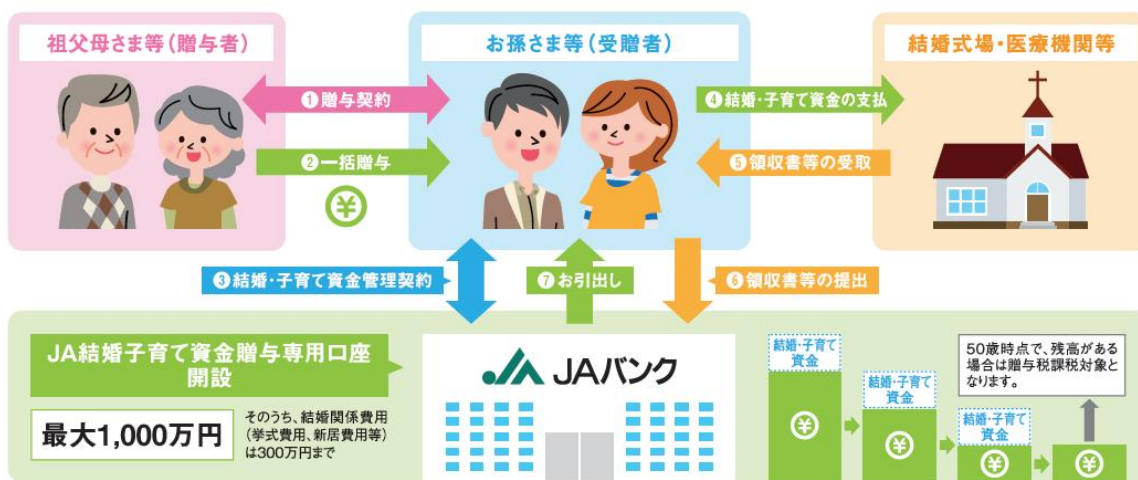 祖父母さま等(贈与者)
お孫さま等(受贈者)
結婚式場・医療機関等
❶贈与契約
❷一括贈与
¥
❹結婚・子育て資金の支払
❺領収書等の受取
❸結婚・子育て資金管理契約
❼お引出し
❻領収書等の提出
JA結婚子育て資金贈与専用口座
開設
最大1,000万円
そのうち、結婚関係費用
(挙式費用、新居費用等)
は300万円まで
JAバンク
結婚・子育て
資金
¥
結婚・子育て
資金
¥
結婚・子育て
資金
¥
¥
50歳時点で、残高がある
場合は贈与税課税対象と
なります。